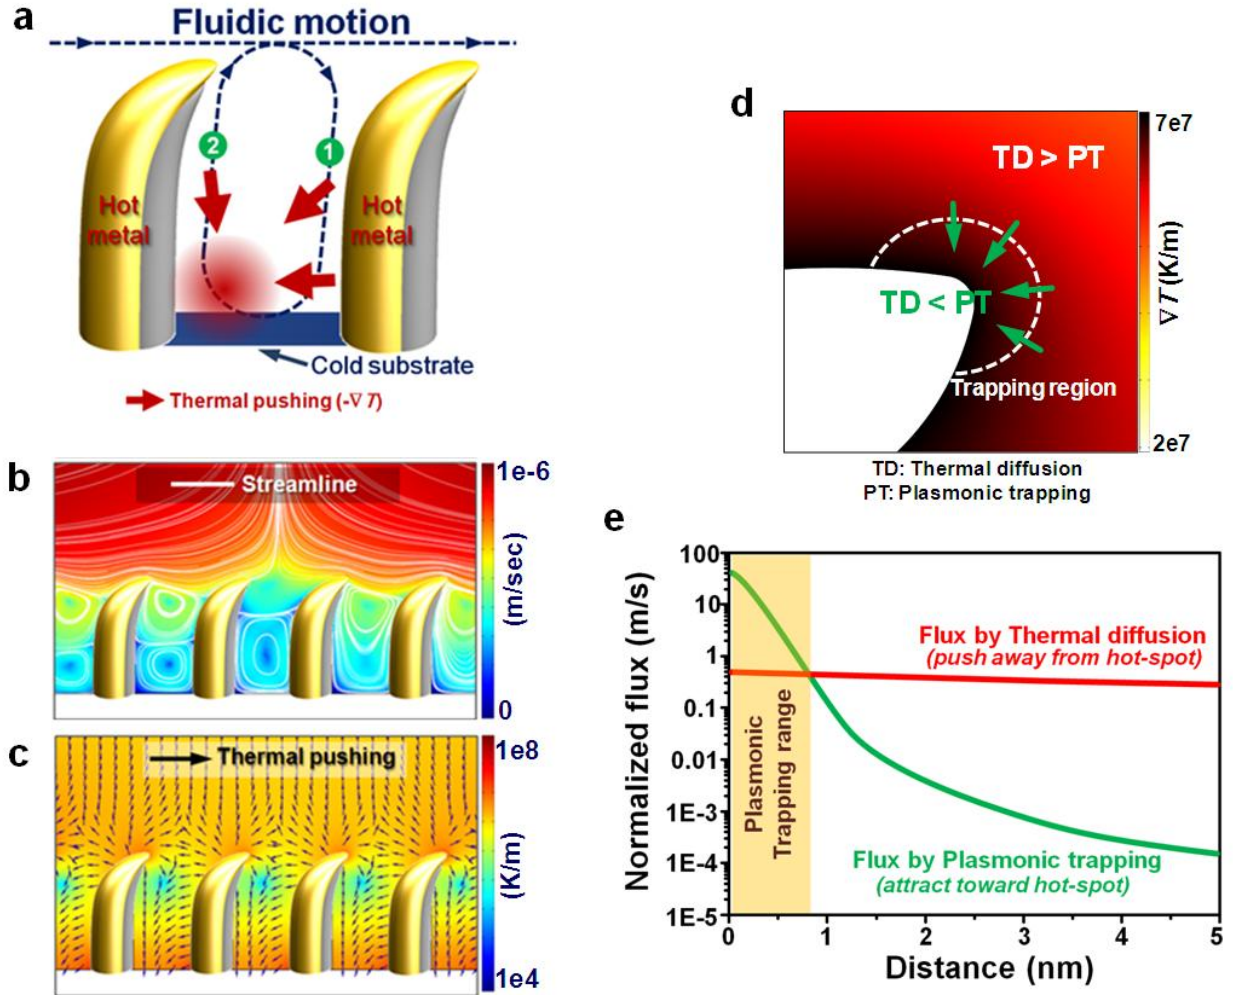 a
Fluidic motion
2
1
Hot
metal
Hot
metal
Cold substrate
Thermal pushing (-∇T)
b
Streamline
1e-6
(m/sec)
0
c
Thermal pushing
1e8
(K/m)
1e4
d
TD > PT
TD < PT
Trapping region
7e7
∇T (K/m)
2e7
TD: Thermal diffusion
PT: Plasmonic trapping
e
Normalized flux (m/s)
100
10
1
0.1
0.01
1E-3
1E-4
1E-5
Plasmonic
Trapping range
Flux by Thermal diffusion
(push away from hot-spot)
Flux by Plasmonic trapping
(attract toward hot-spot)
0 1 2 3 4 5
Distance (nm)